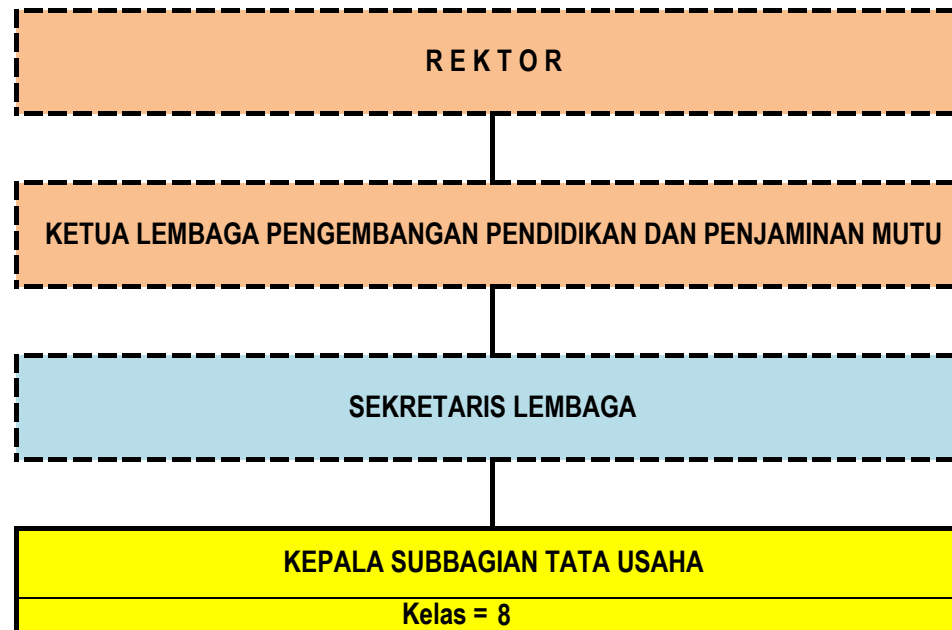 R E K T O R
KETUA LEMBAGA PENGEMBANGAN PENDIDIKAN DAN PENJAMINAN MUTU
SEKRETARIS LEMBAGA
KEPALA SUBBAGIAN TATA USAHA
Kelas = 8